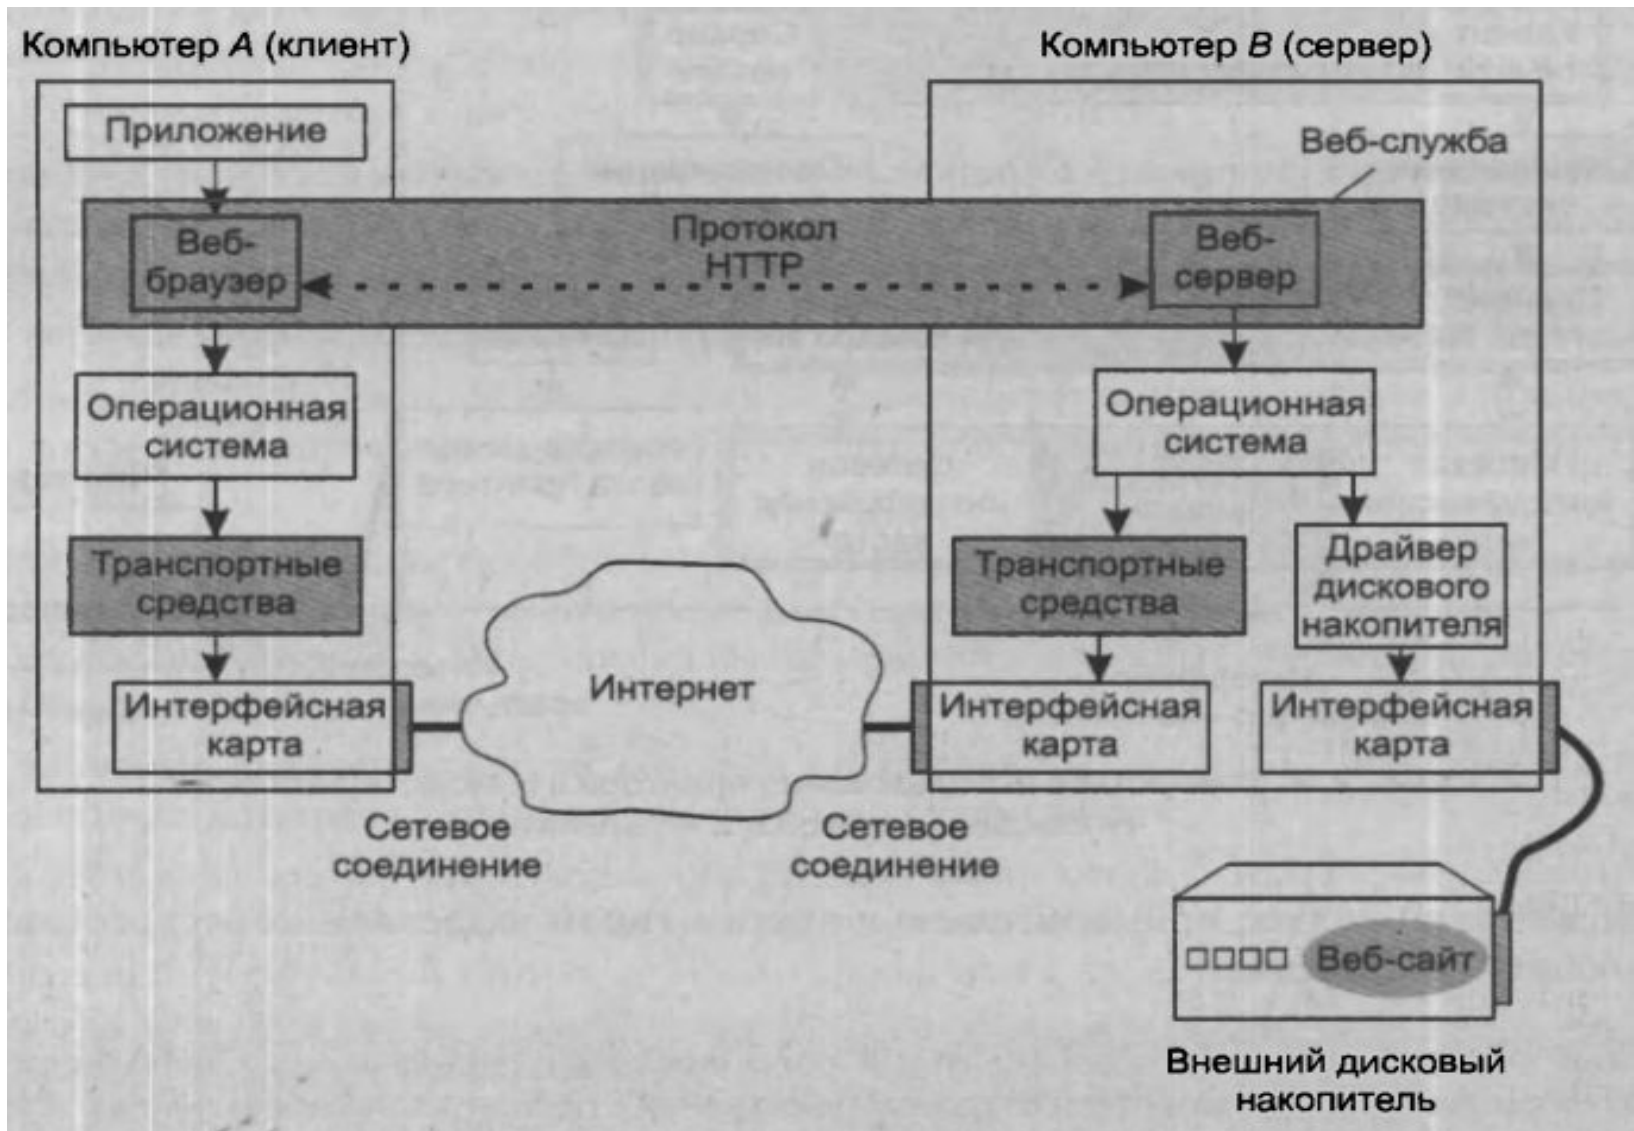 Компьютер A (клиент)
Компьютер B (сервер)
Приложение
Веб-служба
Веб-
браузер
Протокол
HTTP
Веб-
сервер
Операционная
система
Операционная
система
Транспортные
средства
Транспортные
средства
Драйвер
дискового
накопителя
Интерфейсная
карта
Интернет
Интерфейсная
карта
Интерфейсная
карта
Сетевое
соединение
Сетевое
соединение
Веб-сайт
Внешний дисковый
накопитель